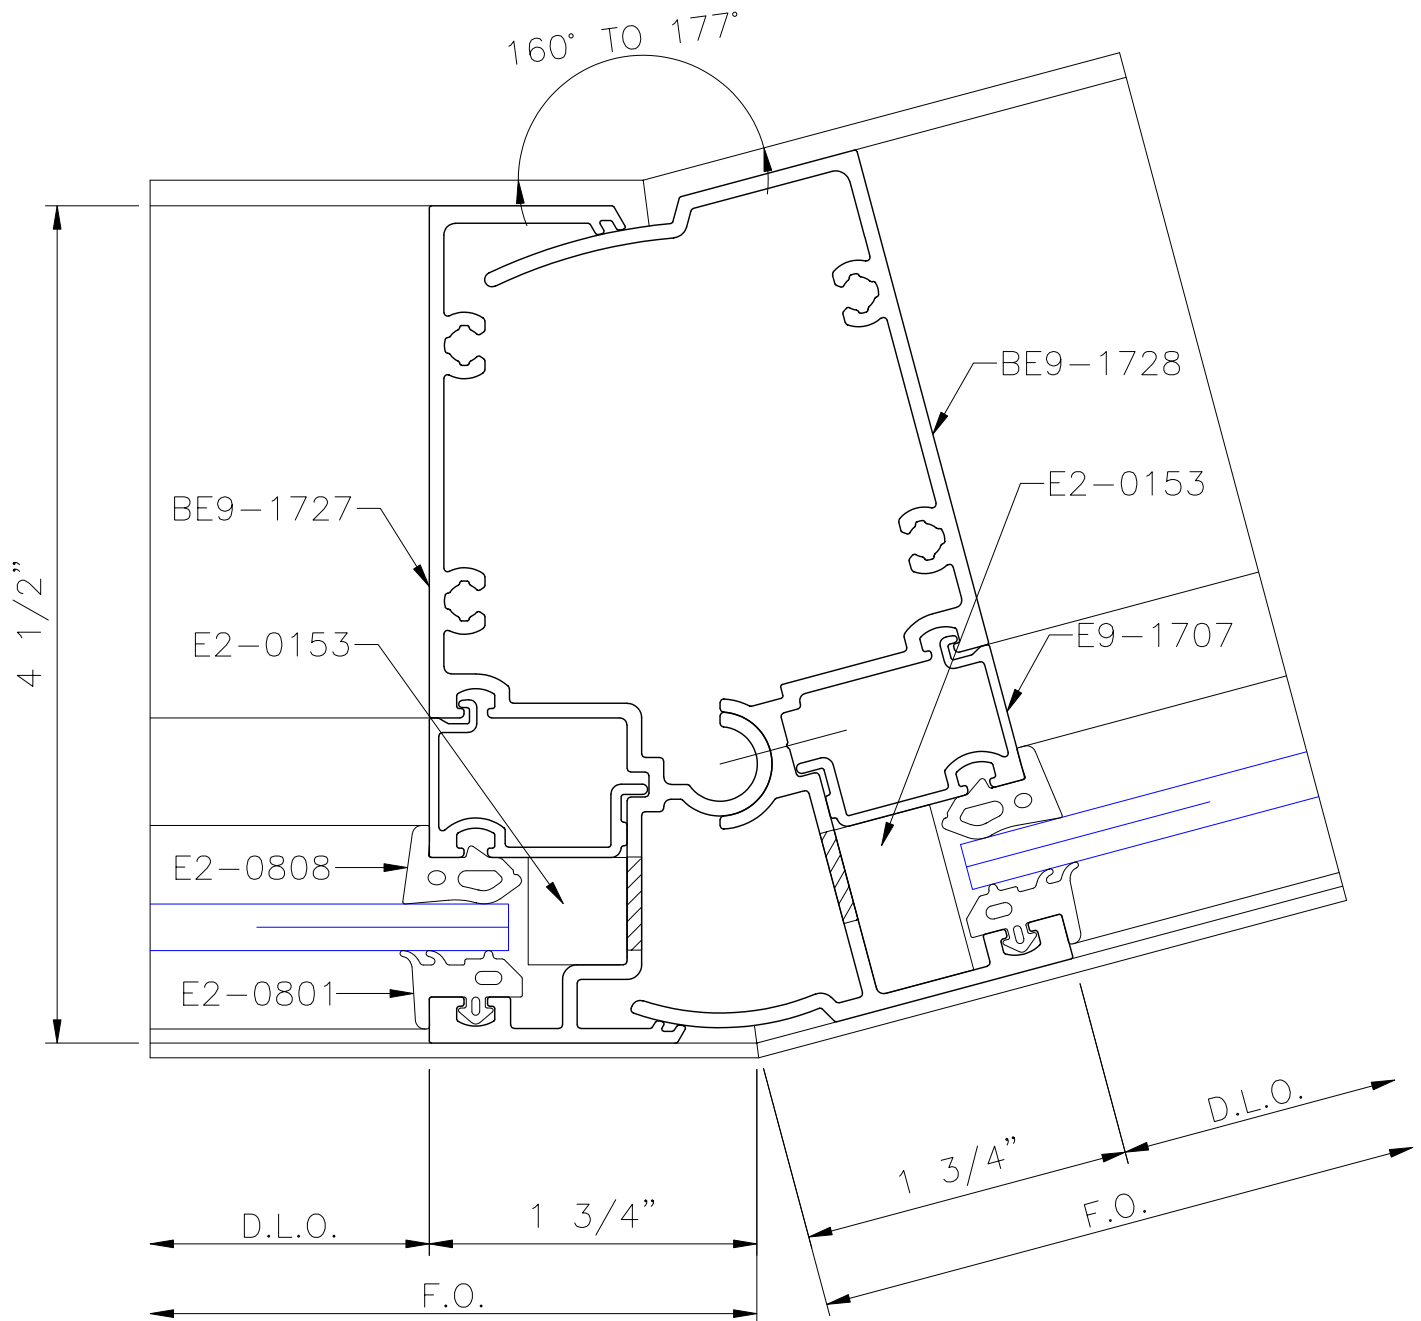 160° TO 177°
BE9-1728
E2-0153
BE9-1727
4 1/2”
E2-0153
E9-1707
E2-0808
E2-0801
D.L.O.
1 3/4”
1 3/4”
D.L.O.
F.O.
F.O.